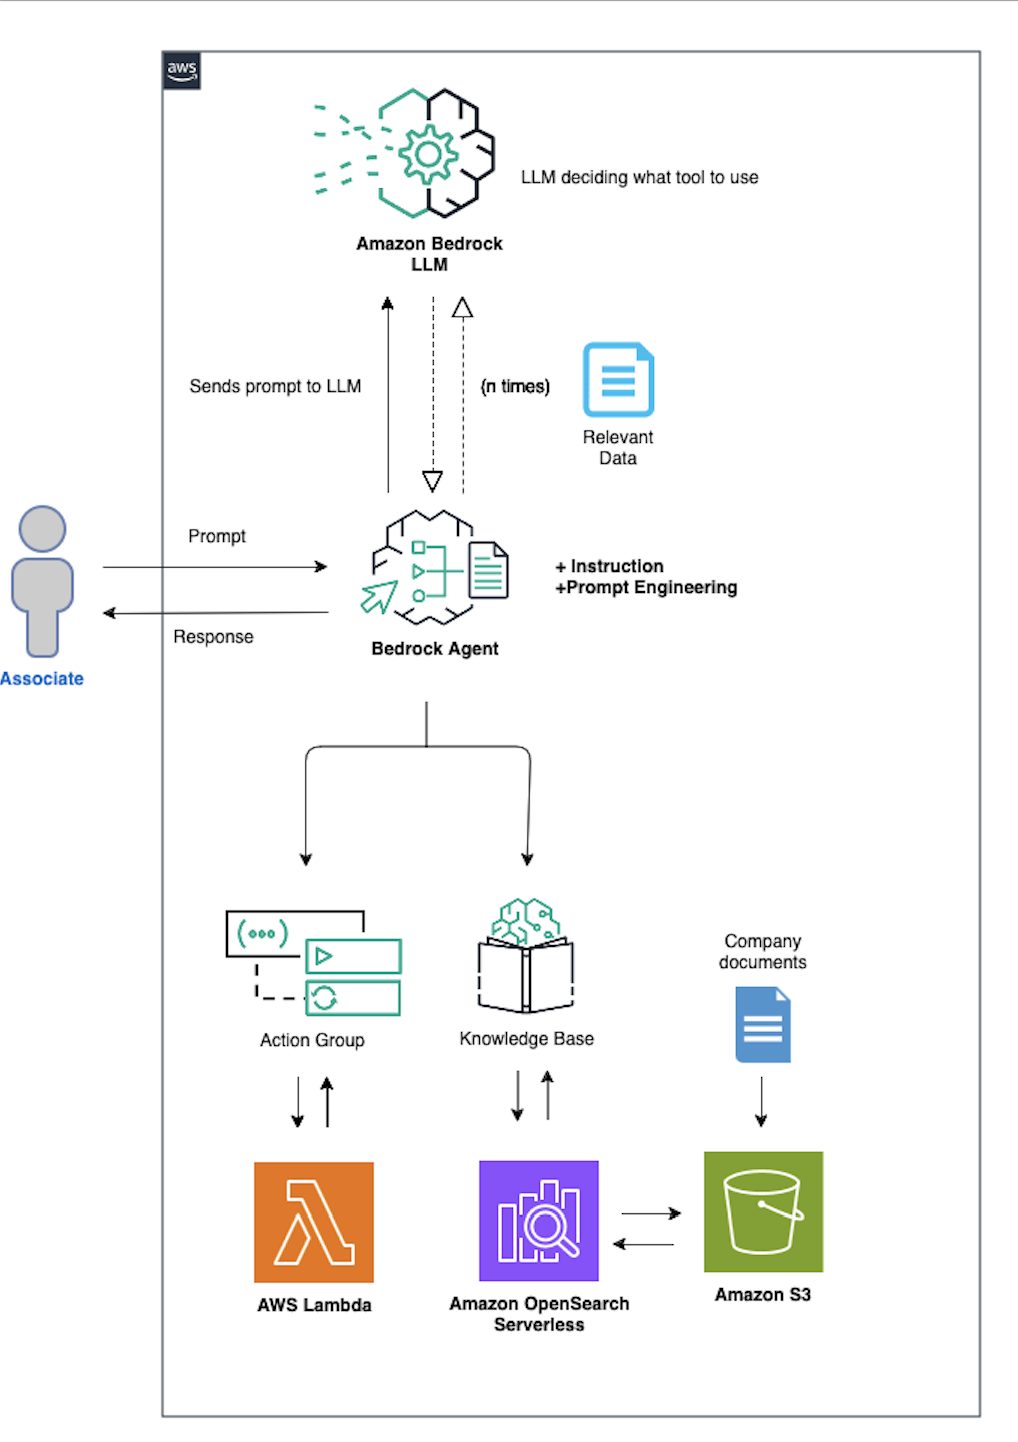 aws
LLM deciding what tool to use
Amazon Bedrock
LLM
Sends prompt to LLM
(n times)
Relevant
Data
Prompt
+ Instruction
+Prompt Engineering
Response
Bedrock Agent
Associate
Company
documents
Action Group
Knowledge Base
AWS Lambda
Amazon OpenSearch
Serverless
Amazon S3